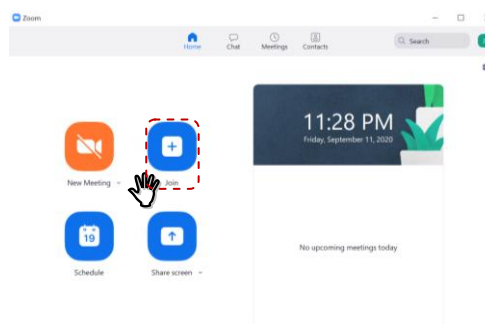 Zoom
Home Chat Meetings Contacts
Search
11:28 PM
Friday, September 11, 2020
New Meeting
Join
19
Schedule
Share screen
No upcoming meetings today